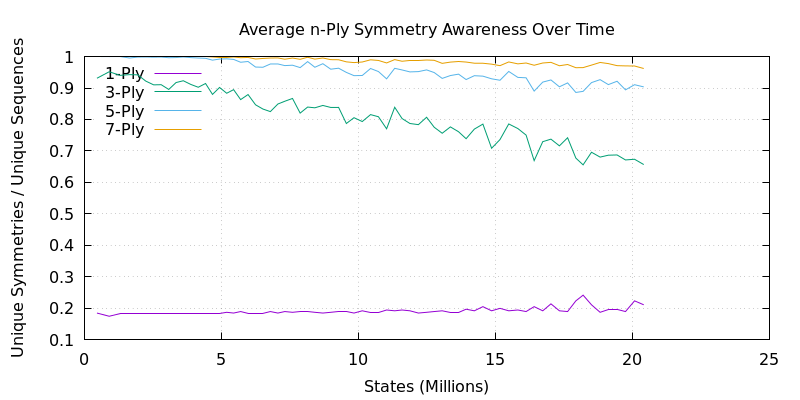 Average n-Ply Symmetry Awareness Over Time
Unique Symmetries / Unique Sequences
1
0.9
0.8
0.7
0.6
0.5
0.4
0.3
0.2
0.1
1-Ply
3-Ply
5-Ply
7-Ply
0 5 10 15 20 25
States (Millions)